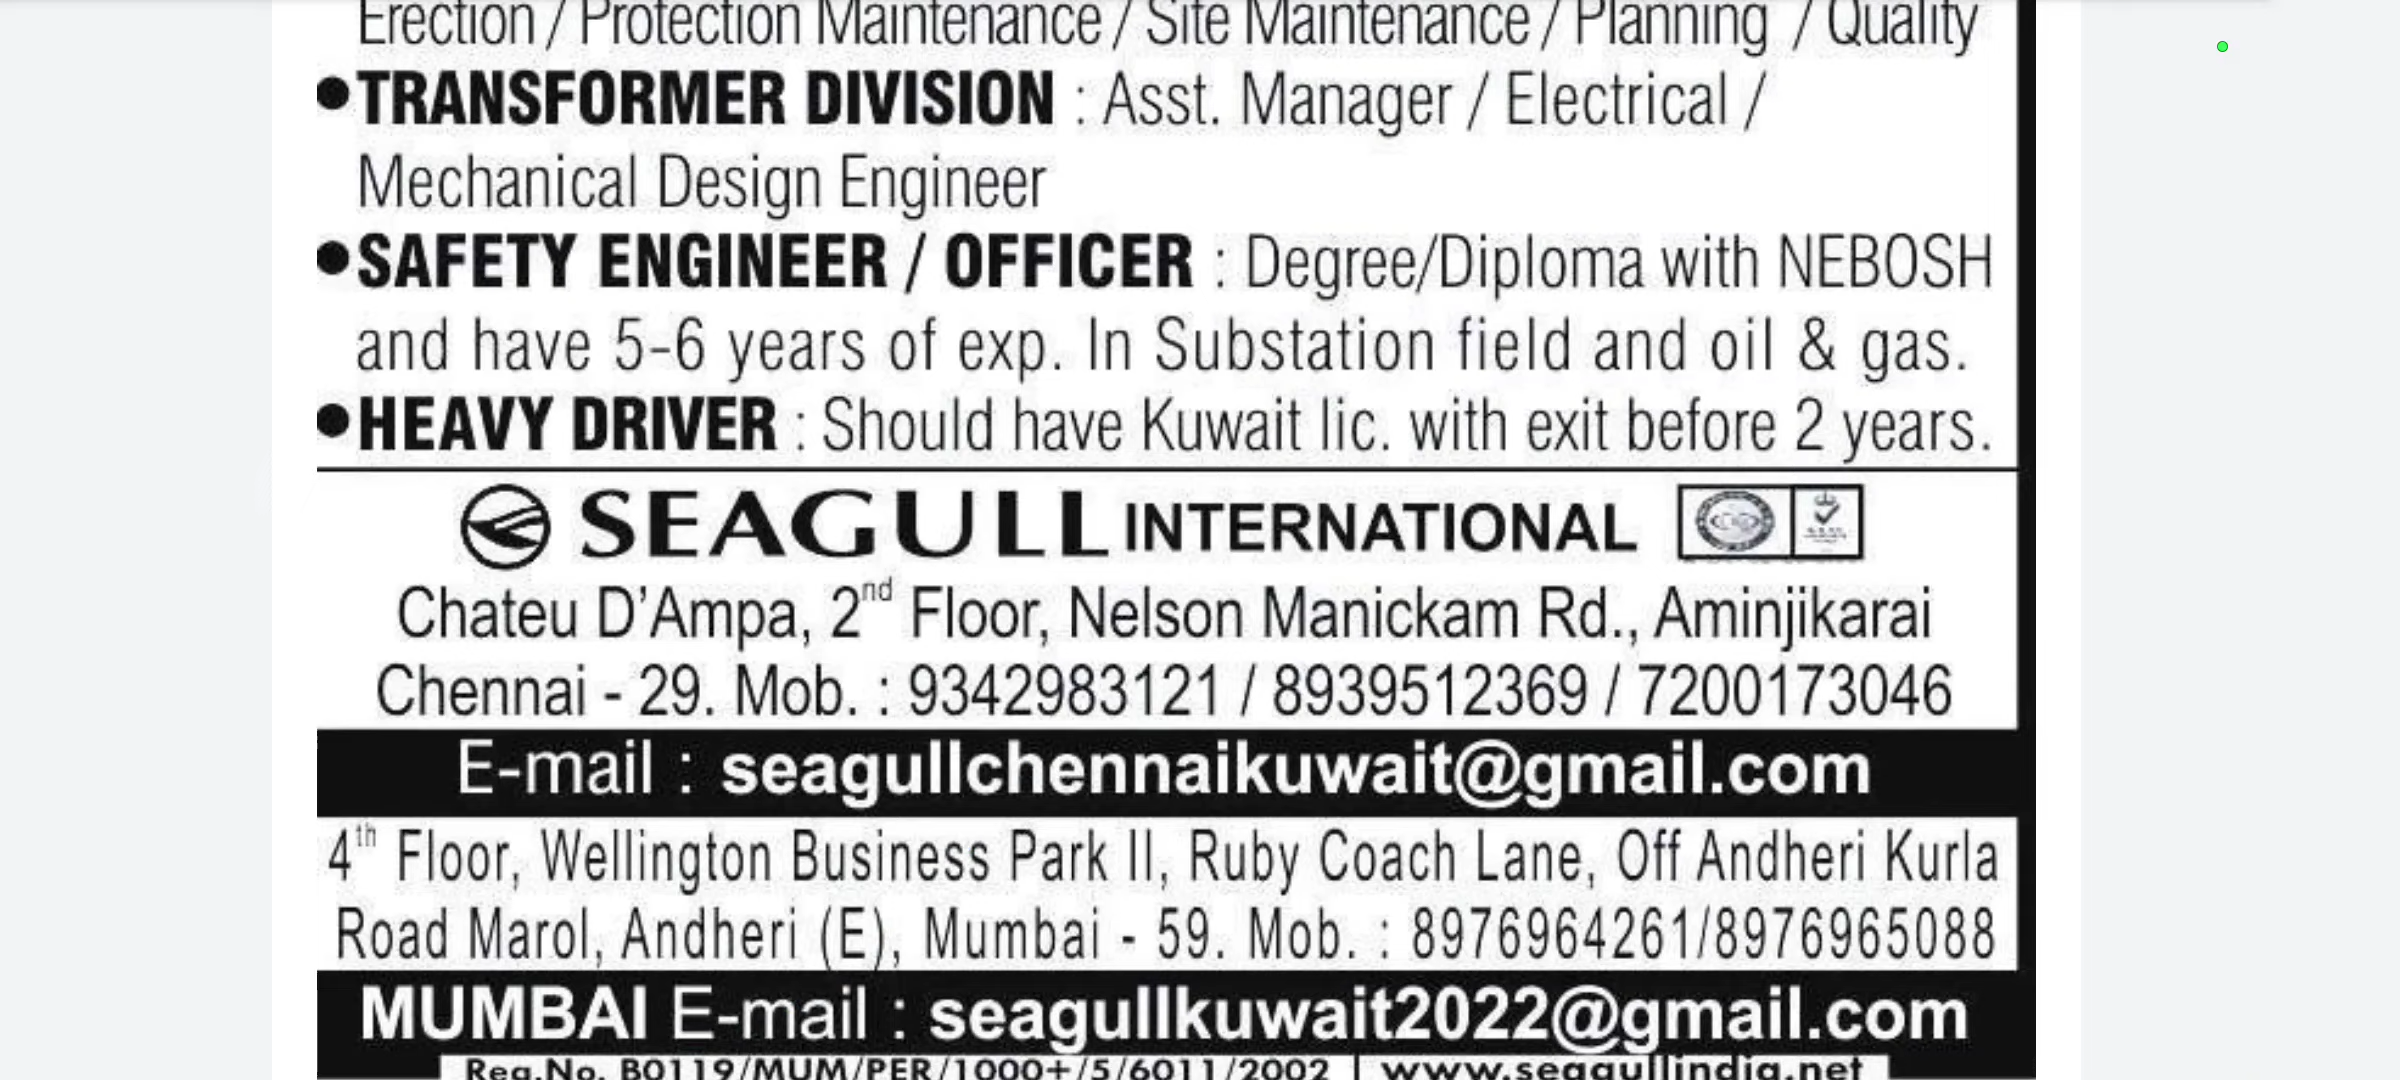 Erection / Protection Maintenance / Site Maintenance / Planning / Quality
•TRANSFORMER DIVISION : Asst. Manager / Electrical /
Mechanical Design Engineer
•SAFETY ENGINEER / OFFICER : Degree/Diploma with NEBOSH
and have 5-6 years of exp. In Substation field and oil & gas.
•HEAVY DRIVER : Should have Kuwait lic. with exit before 2 years.
SEAGULL INTERNATIONAL
Chateu D'Ampa, 2nd Floor, Nelson Manickam Rd., Aminjikarai
Chennai - 29. Mob. : 9342983121 / 8939512369 / 7200173046
E-mail : seagullchennaikuwait@gmail.com
4th Floor, Wellington Business Park II, Ruby Coach Lane, Off Andheri Kurla
Road Marol, Andheri (E), Mumbai - 59. Mob. : 8976964261/8976965088
MUMBAI E-mail : seagullkuwait2022@gmail.com
Reg.No. B0119/MUM/PER/1000+/5/6011/2002 | www.seagullindia.net